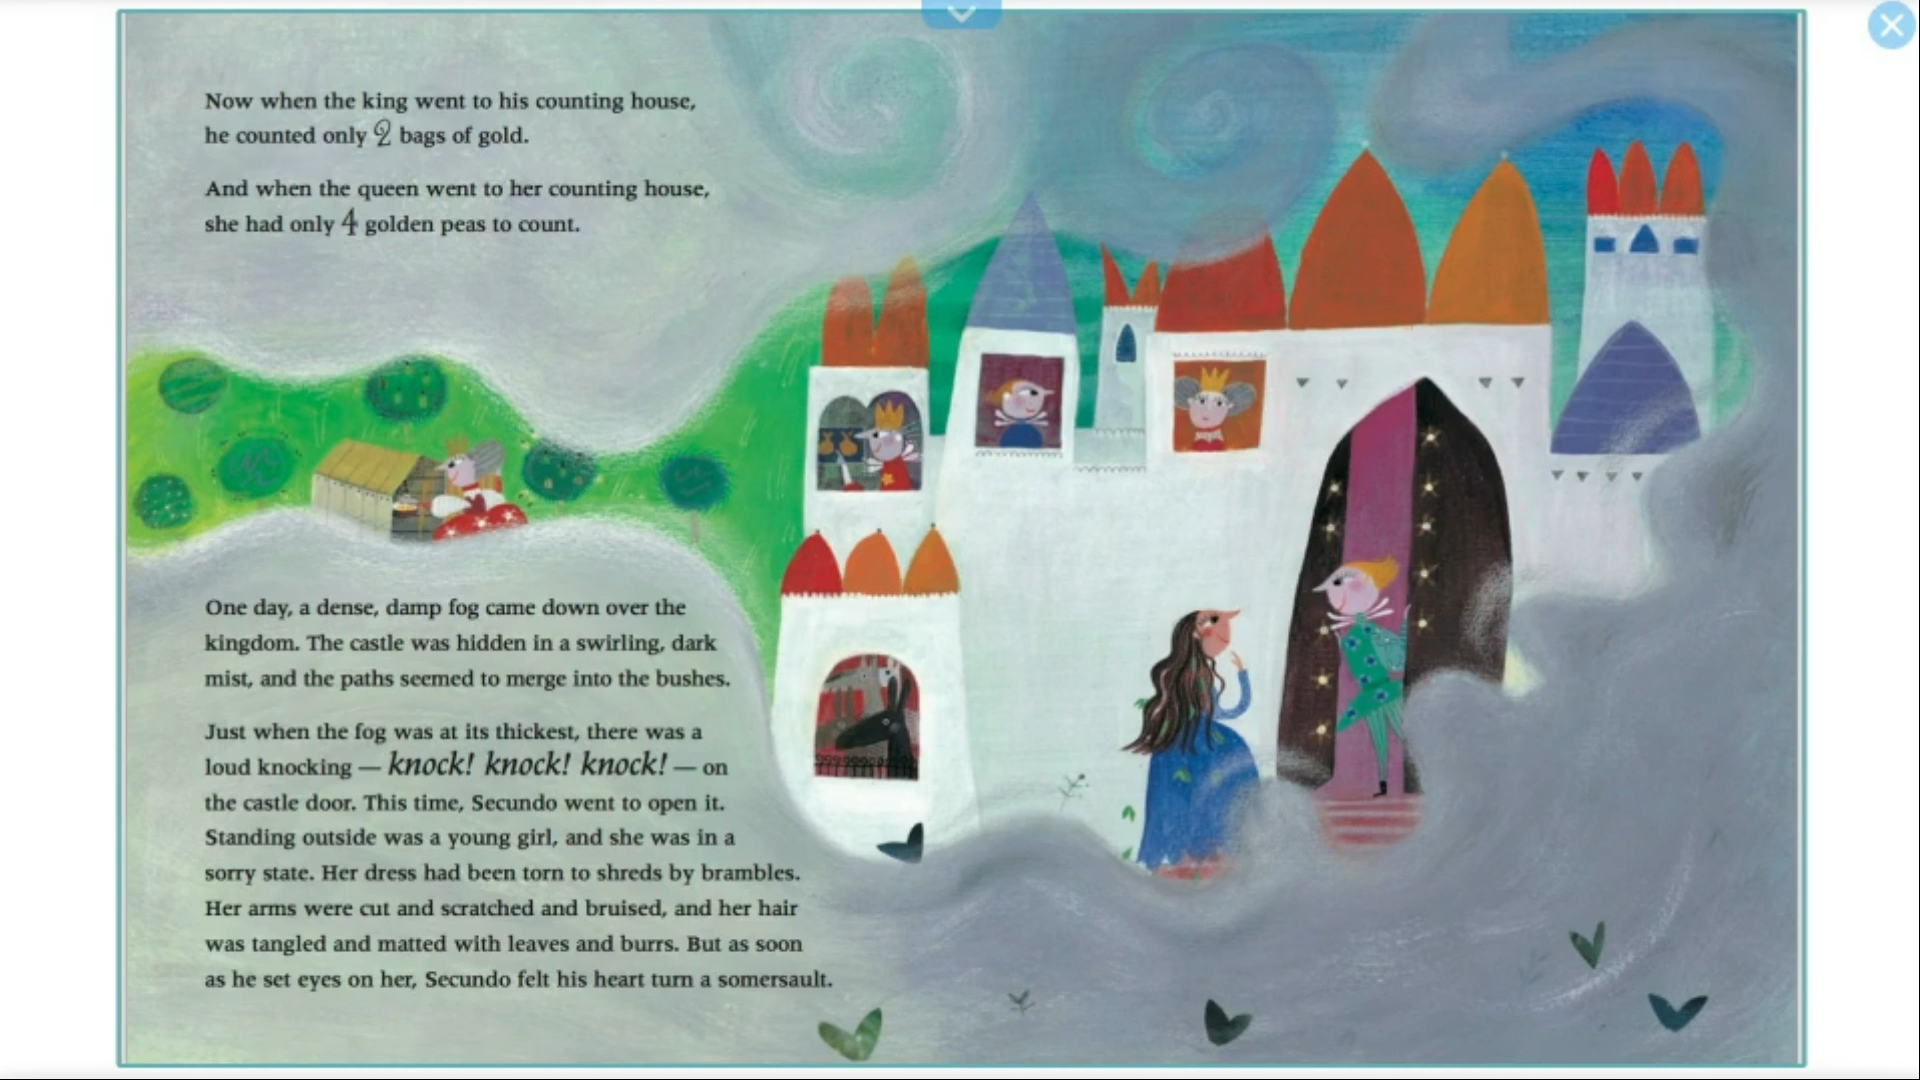 Now when the king went to his counting house,
he counted only 2 bags of gold.
And when the queen went to her counting house,
she had only 4 golden peas to count.
One day, a dense, damp fog came down over the
kingdom. The castle was hidden in a swirling, dark
mist, and the paths seemed to merge into the bushes.
Just when the fog was at its thickest, there was a
loud knocking — knock! knock! knock! — on
the castle door. This time, Secundo went to open it.
Standing outside was a young girl, and she was in a
sorry state. Her dress had been torn to shreds by brambles.
Her arms were cut and scratched and bruised, and her hair
was tangled and matted with leaves and burrs. But as soon
as he set eyes on her, Secundo felt his heart turn a somersault.